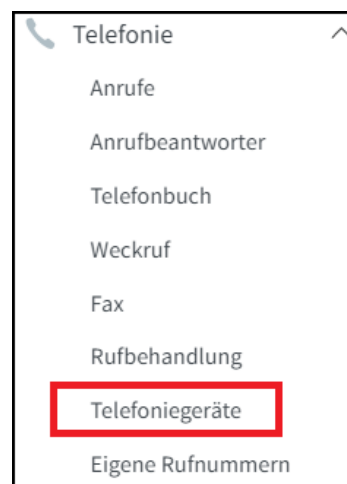 Telefonie
Anrufe
Anrufbeantworter
Telefonbuch
Weckruf
Fax
Rufbehandlung
Telefoniegeräte
Eigene Rufnummern